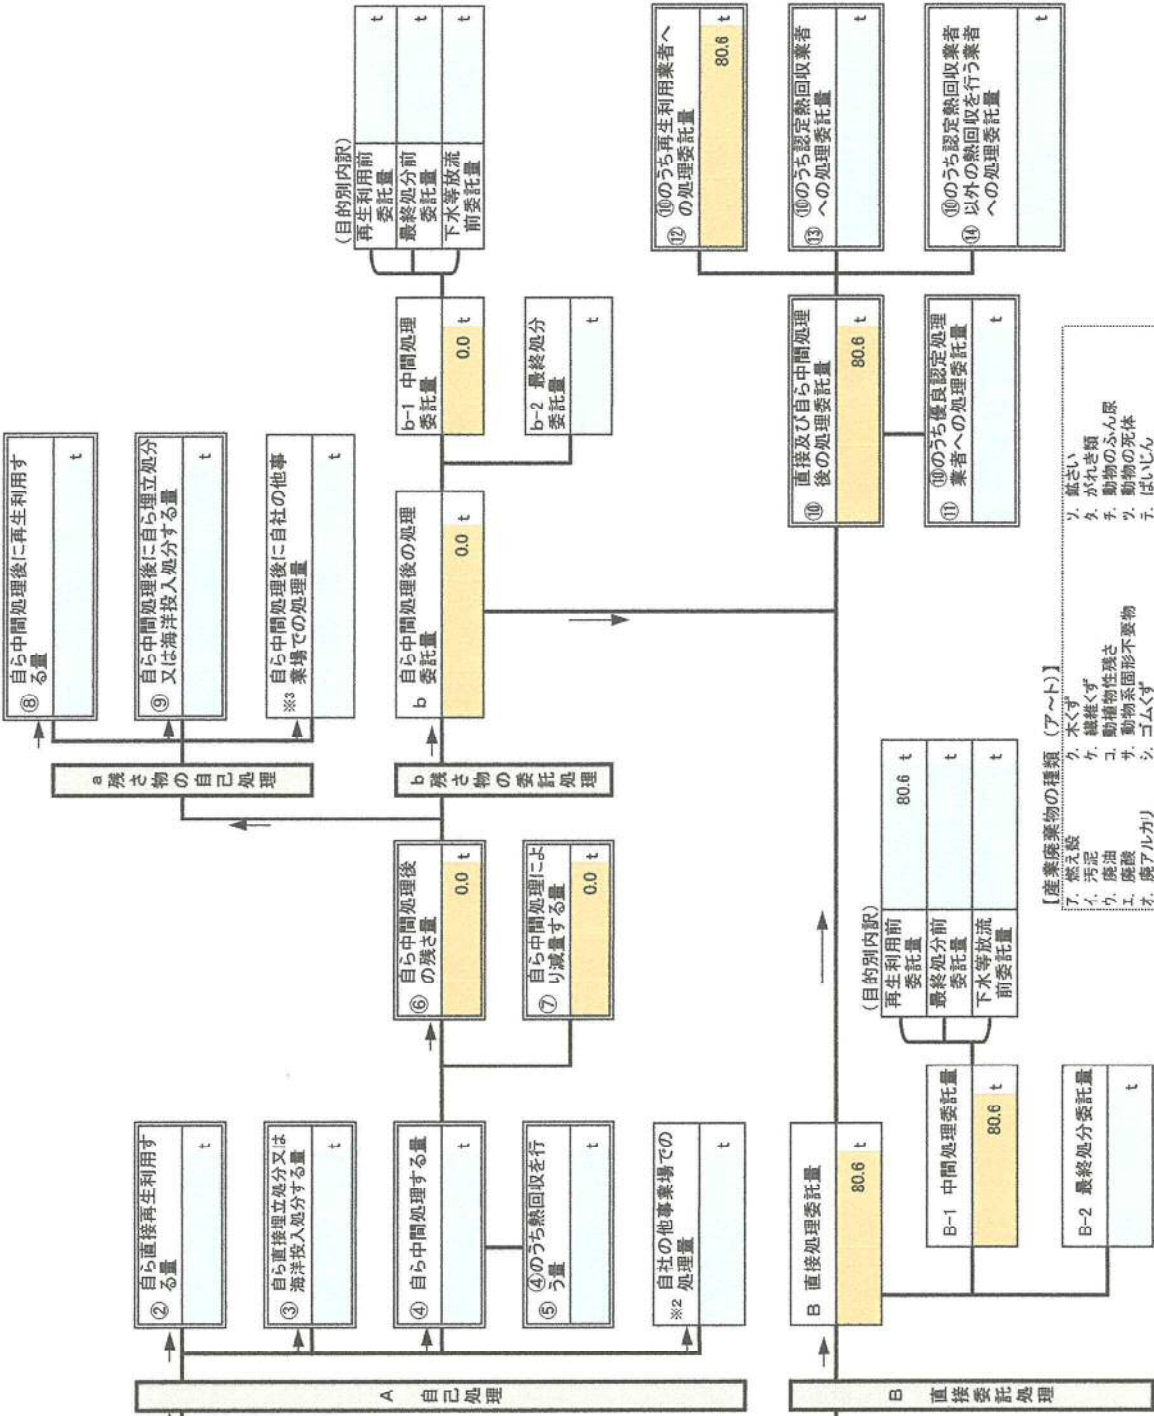 A 自己処理
② 自ら直接再生利用す
る量
t
③ 自ら直接埋立処分又は
海洋投入処分する量
t
④ 自ら中間処理する量
t
⑤ ④のうち熱回収を行
う量
t
※2 自社の他事業場での
処理量
t
⑥ 自ら中間処理後
の残さ量
0.0 t
⑦ 自ら中間処理によ
り減量する量
0.0 t
a 残さ物の自己処理
⑧ 自ら中間処理後に再生利用す
る量
t
⑨ 自ら中間処理後に自ら埋立処分
又は海洋投入処分する量
t
※3 自ら中間処理後に自社の他事
業場での処理量
t
b 残さ物の委託処理
b 自ら中間処理後の処理
委託量
0.0 t
b-1 中間処理
委託量
0.0 t
b-2 最終処分
委託量
t
(目的別内訳)
再生利用前
委託量
t
最終処分前
委託量
t
下水等放流
前委託量
t
B 直接委託処理
B 直接処理委託量
80.6 t
B-1 中間処理委託量
80.6 t
B-2 最終処分委託量
t
(目的別内訳)
再生利用前
委託量
80.6 t
最終処分前
委託量
t
下水等放流
前委託量
t
⑩ 直接及び自ら中間処理
後の処理委託量
80.6 t
⑪ ⑩のうち優良認定処理
業者への処理委託量
t
⑫ ⑩のうち再生利用業者へ
の処理委託量
80.6 t
⑬ ⑩のうち認定熱回収業者
への処理委託量
t
⑭ ⑩のうち認定熱回収業者
以外の熱回収を行う業者
への処理委託量
t
【産業廃棄物の種類(ア~ト)】
ア. 燃え殻 ク. 木くず ソ. 鉱さい
イ. 汚泥 ケ. 繊維くず タ. がれき類
ウ. 廃油 コ. 動植物性残さ チ. 動物のふん尿
エ. 廃酸 サ. 動物系固形不要物 ツ. 動物の死体
オ. 廃アルカリ シ. ゴムくず テ. ばいじん